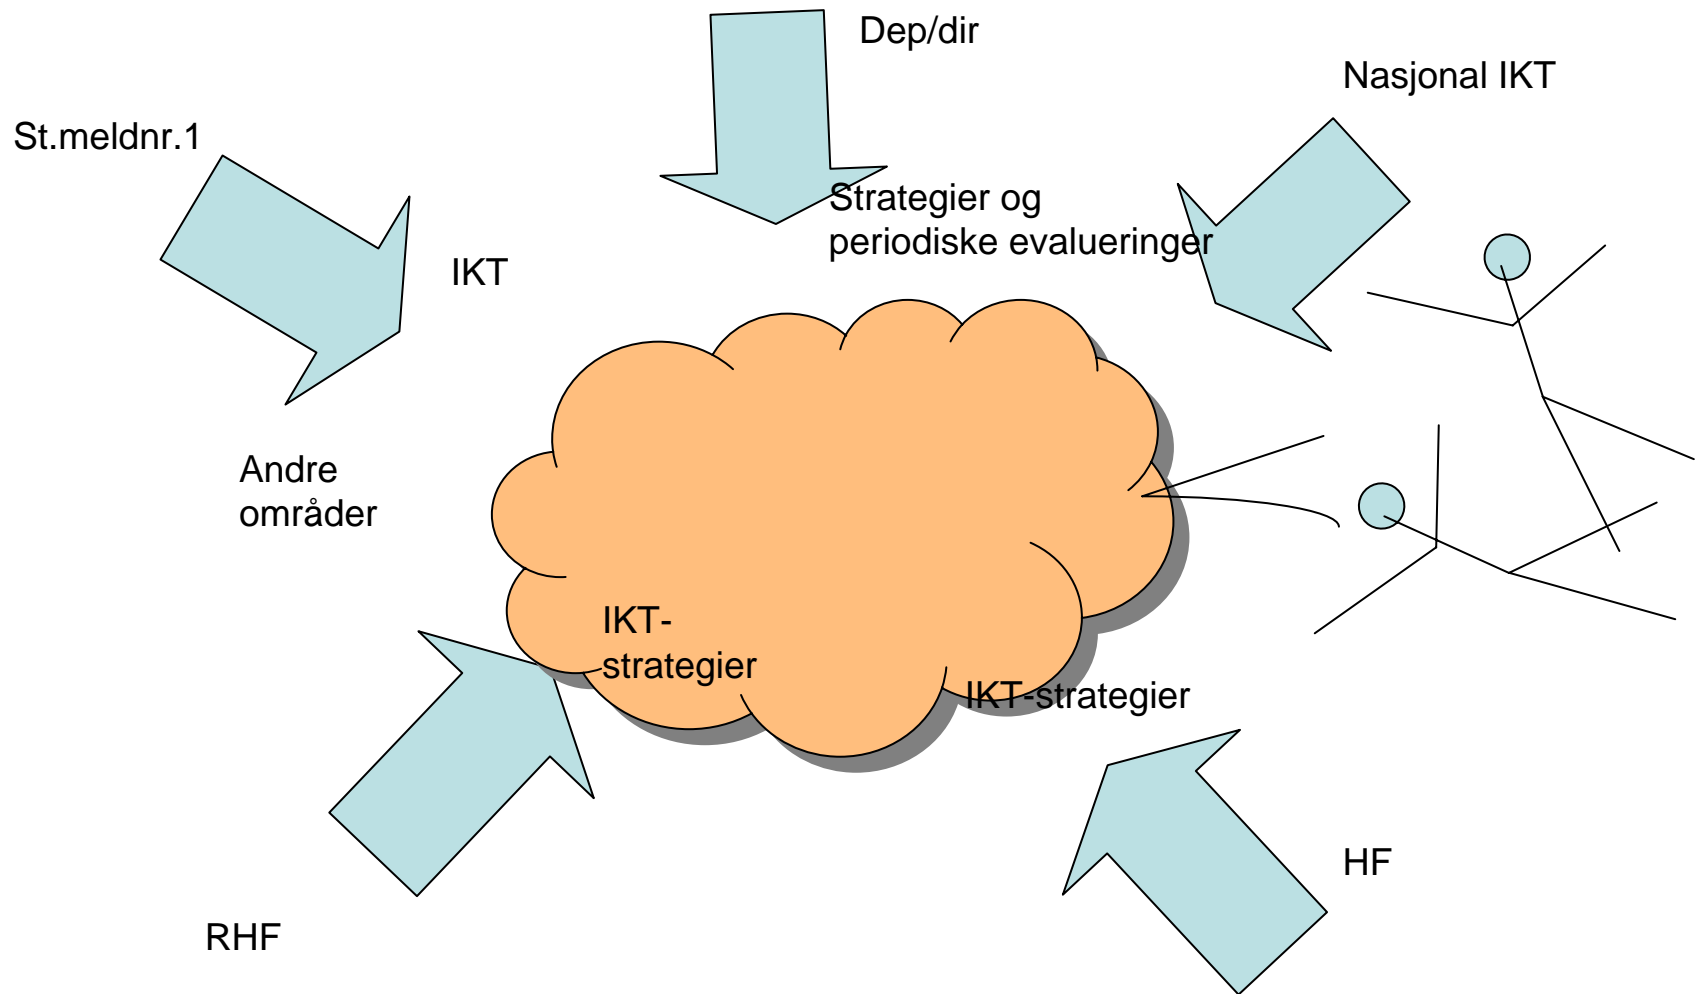 Dep/dir
Nasjonal IKT
St.meldnr.1
Strategier og
periodiske evalueringer
IKT
Andre
områder
IKT-
strategier
IKT-strategier
HF
RHF